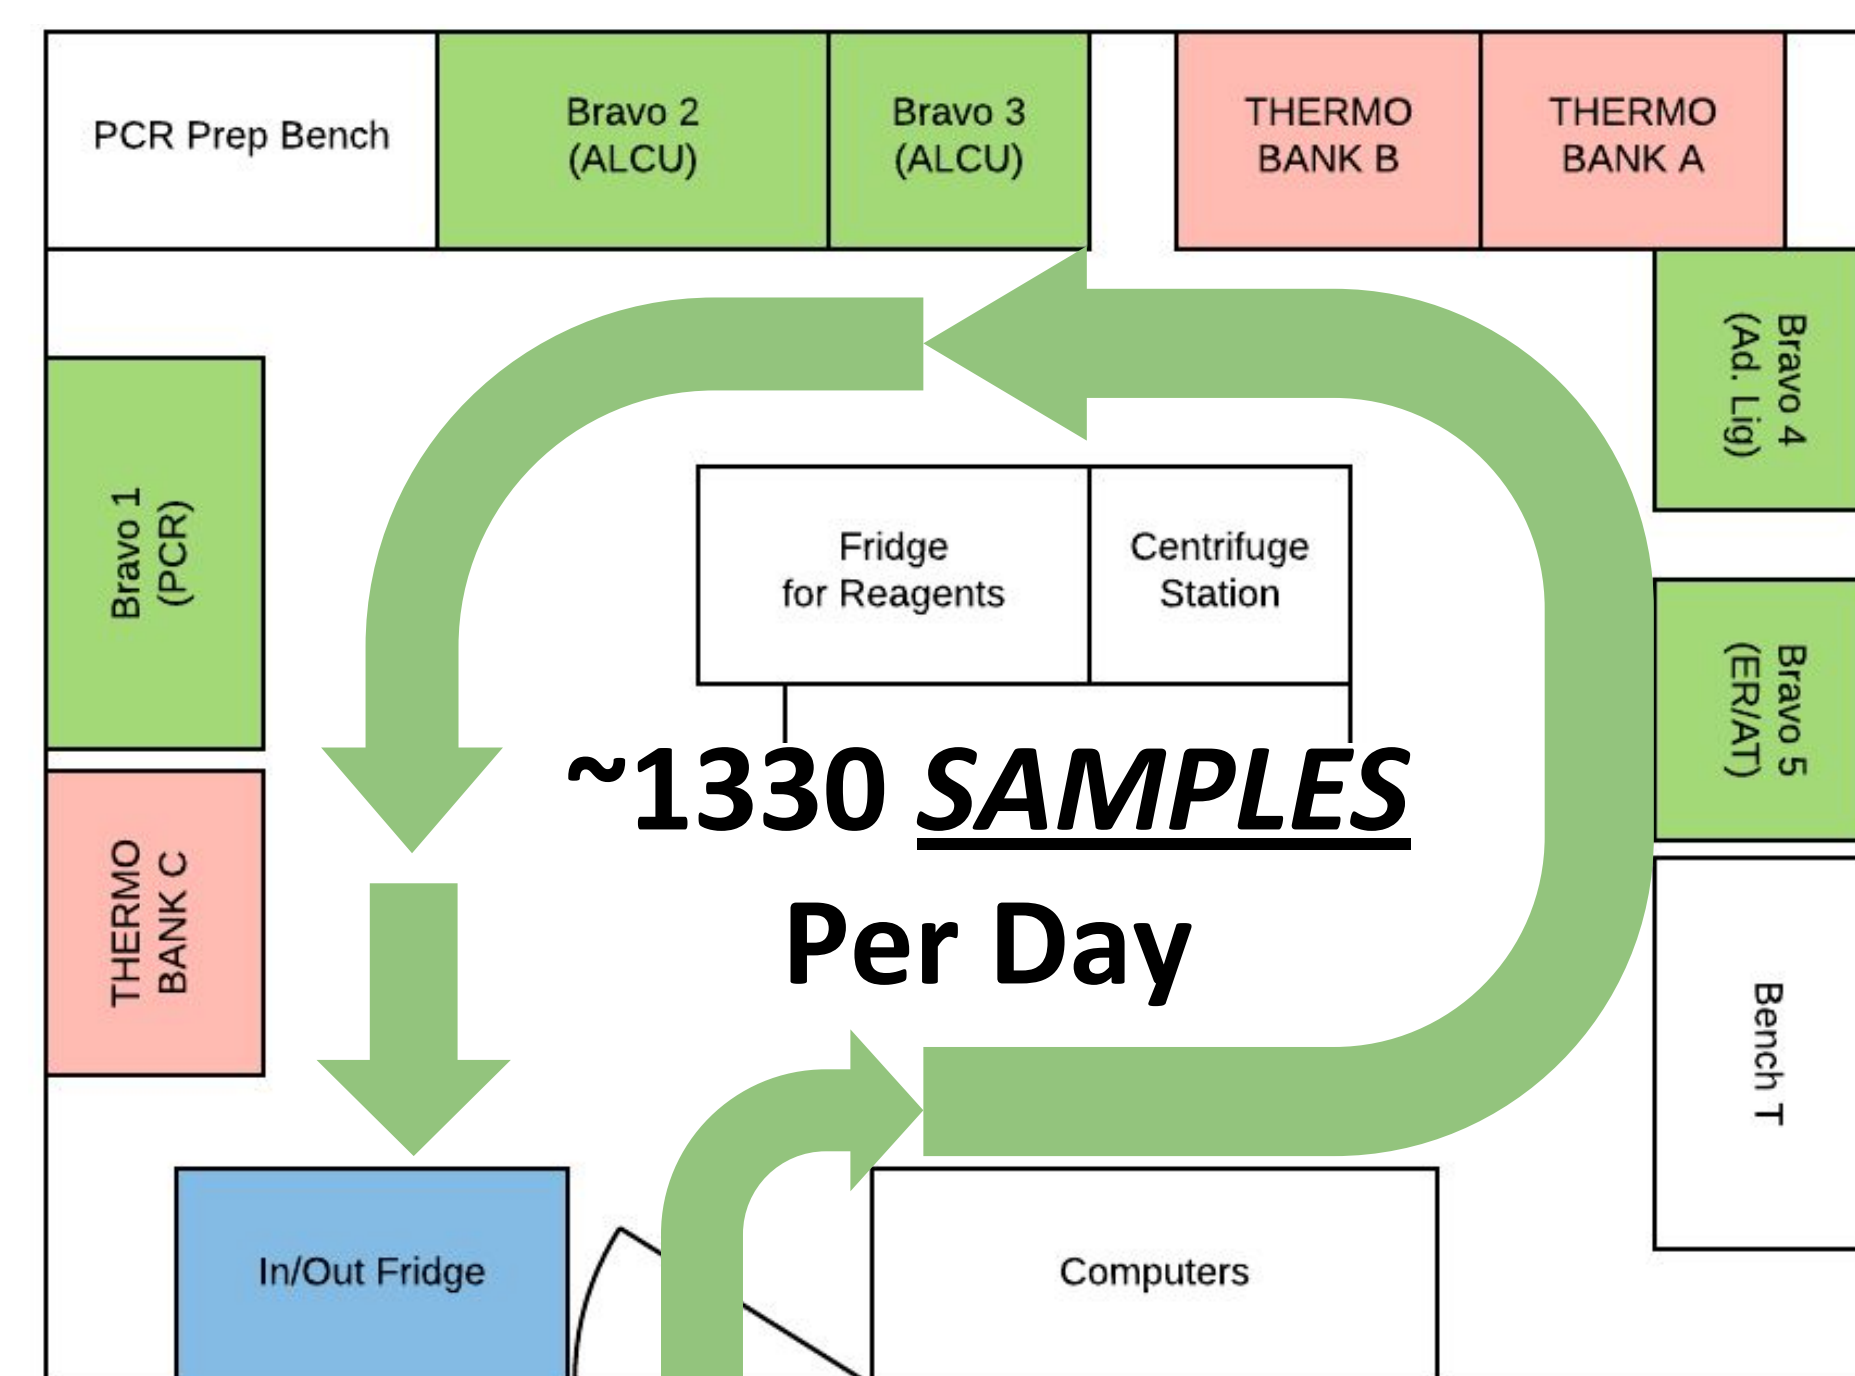 PCR Prep Bench
Bravo 2
(ALCU)
Bravo 3
(ALCU)
THERMO
BANK B
THERMO
BANK A
Bravo 4
(Ad. Lig)
Bravo 1
(PCR)
Fridge
for Reagents
Centrifuge
Station
Bravo 5
(ER/AT)
~1330 SAMPLES
Per Day
THERMO
BANK C
Bench T
In/Out Fridge
Computers